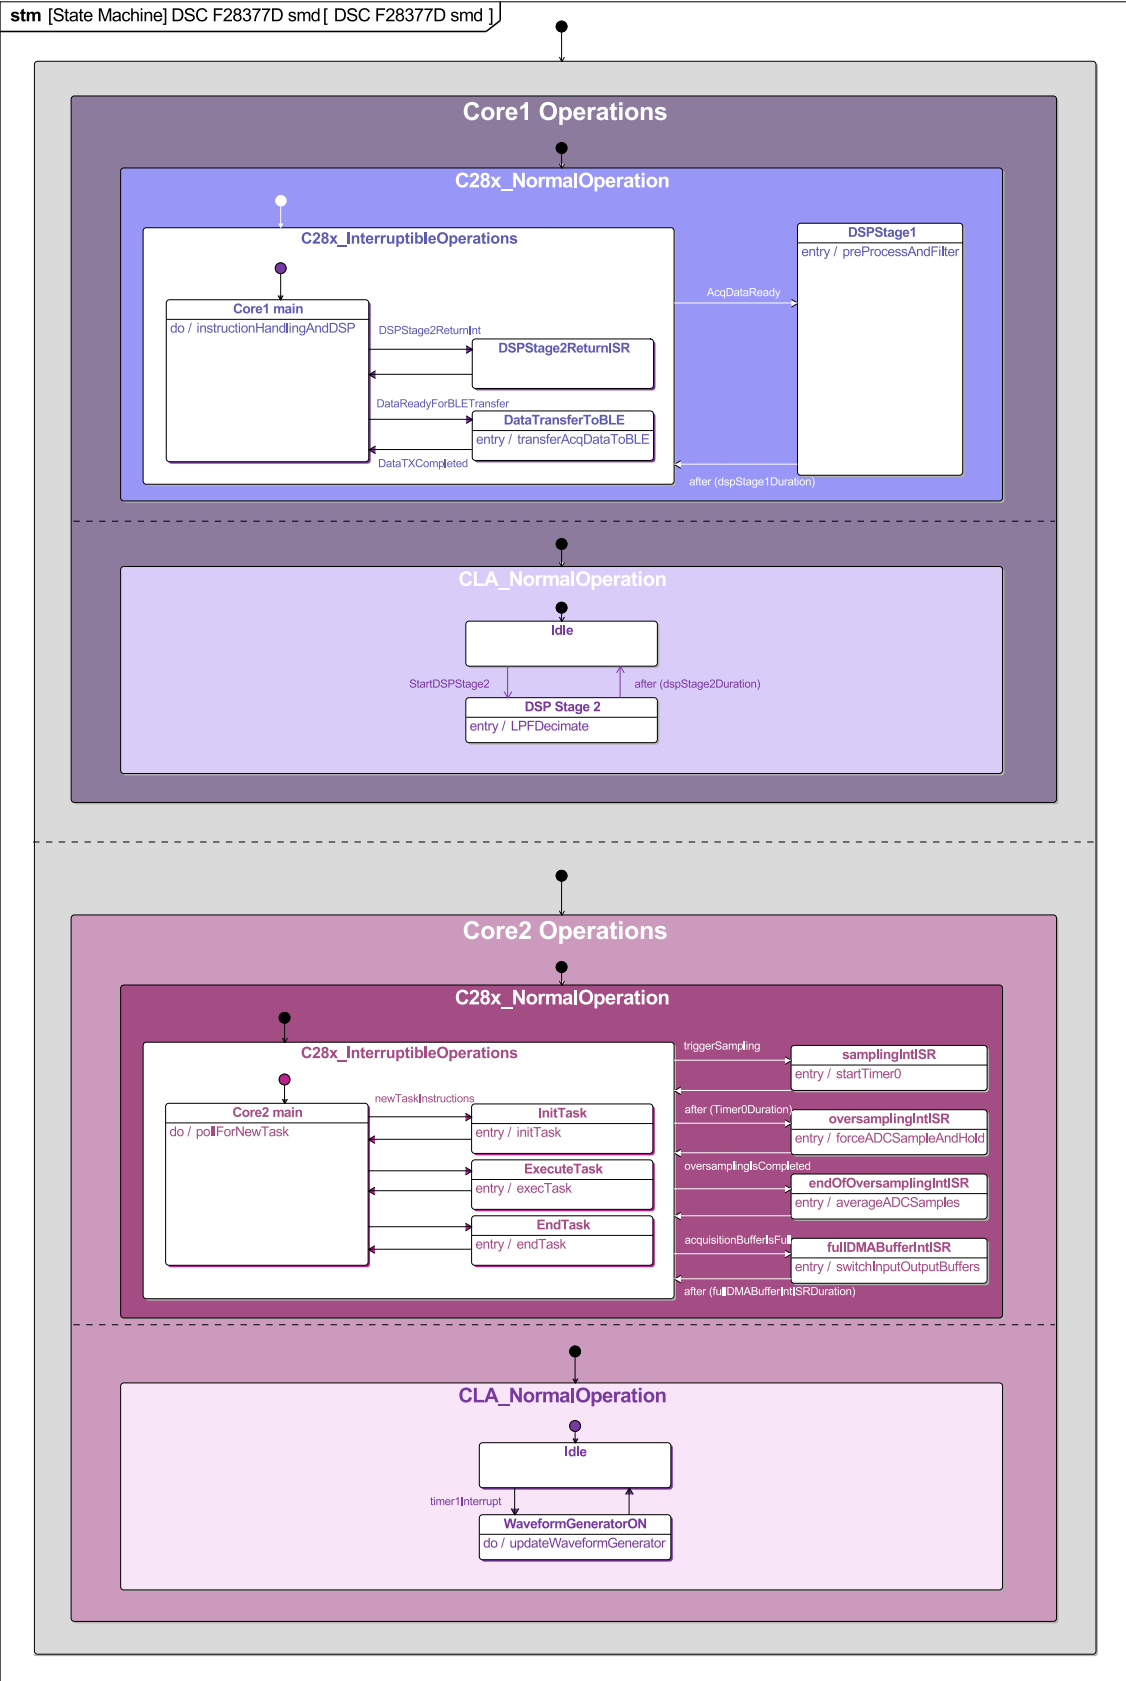 stm [State Machine] DSC F28377D smd [ DSC F28377D smd ]
Core1 Operations
C28x_NormalOperation
C28x_InterruptibleOperations
DSPStage1
entry / preProcessAndFilter
AcqDataReady
Core1 main
do / instructionHandlingAndDSP
DSPStage2ReturnInt
DSPStage2ReturnISR
DataReadyForBLETransfer
DataTransferToBLE
entry / transferAcqDataToBLE
DataTXCompleted
after (dspStage1Duration)
CLA_NormalOperation
Idle
StartDSPStage2
after (dspStage2Duration)
DSP Stage 2
entry / LPFDecimate
Core2 Operations
C28x_NormalOperation
C28x_InterruptibleOperations
triggerSampling
samplingIntISR
entry / startTimer0
Core2 main
do / pollForNewTask
newTaskInstructions
InitTask
entry / initTask
after (Timer0Duration)
oversamplingIntISR
entry / forceADCSampleAndHold
ExecuteTask
entry / execTask
oversamplingIsCompleted
endOfOversamplingIntISR
entry / averageADCSamples
EndTask
entry / endTask
acquisitionBufferIsFull
fullDMABufferIntISR
entry / switchInputOutputBuffers
after (fullDMABufferIntISRDuration)
CLA_NormalOperation
Idle
timer1Interrupt
WaveformGeneratorON
do / updateWaveformGenerator